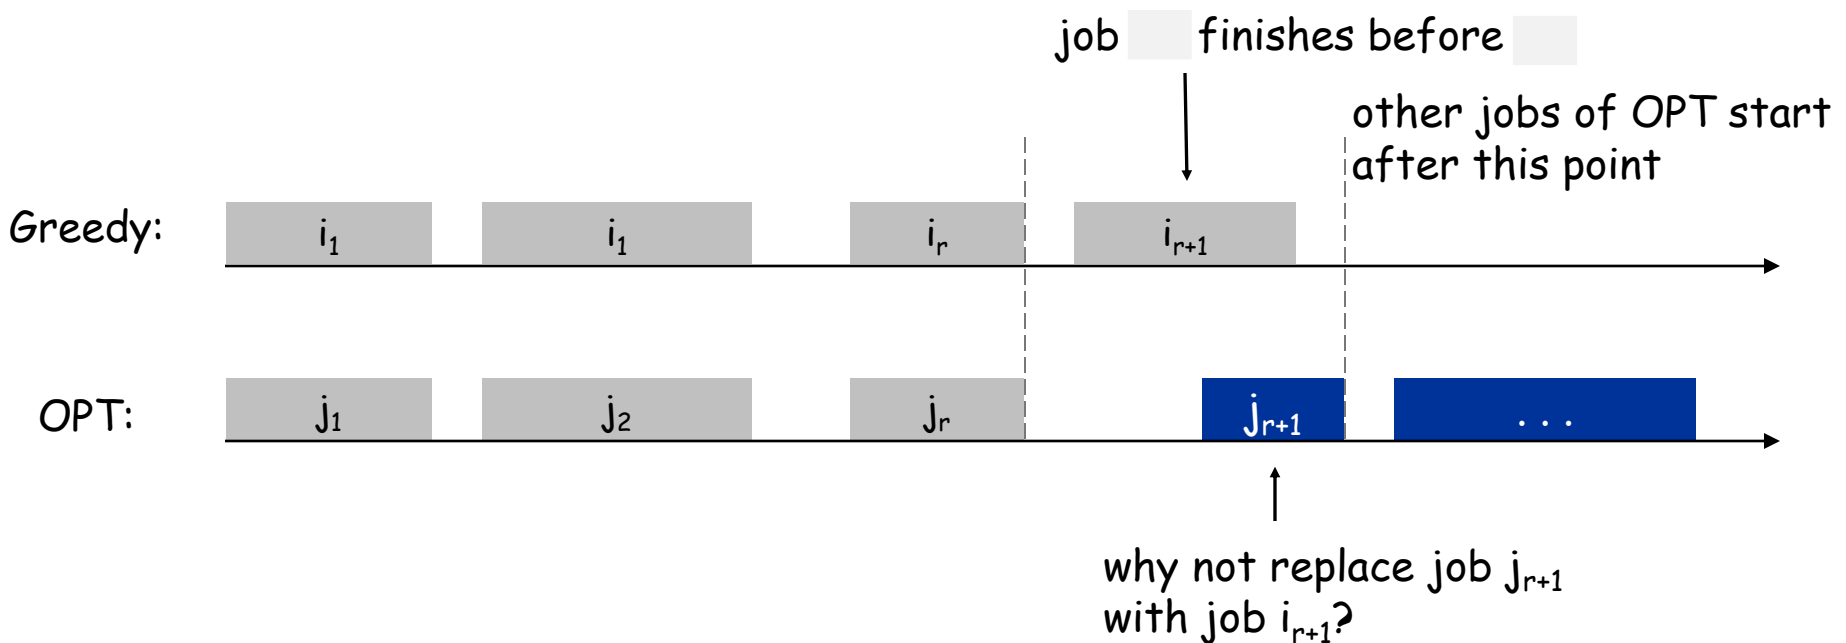 job finishes before
other jobs of OPT start
after this point
Greedy: i₁ i₁ iᵣ iᵣ₊₁
OPT: j₁ j₂ jᵣ jᵣ₊₁ . . .
why not replace job jᵣ₊₁
with job iᵣ₊₁?